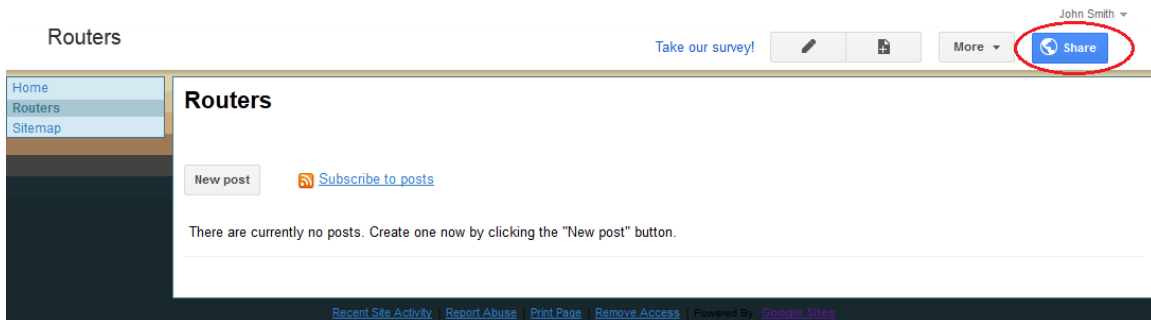 John Smith
Routers
Take our survey!
More
Share
Home
Routers
Sitemap
Routers
New post
Subscribe to posts
There are currently no posts. Create one now by clicking the "New post" button.
Recent Site Activity | Report Abuse | Print Page | Remove Access | Powered By Google Sites